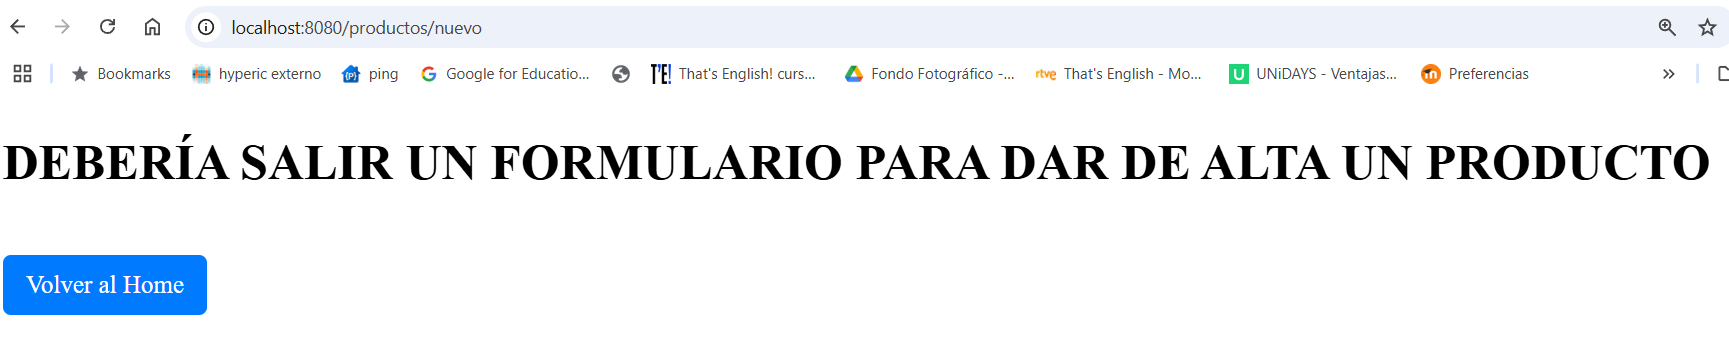 localhost:8080/productos/nuevo
Bookmarks hyperic externo ping Google for Educatio... That's English! curs... Fondo Fotográfico -... That's English - Mo... UNiDAYS - Ventajas... Preferencias
DEBERÍA SALIR UN FORMULARIO PARA DAR DE ALTA UN PRODUCTO
Volver al Home